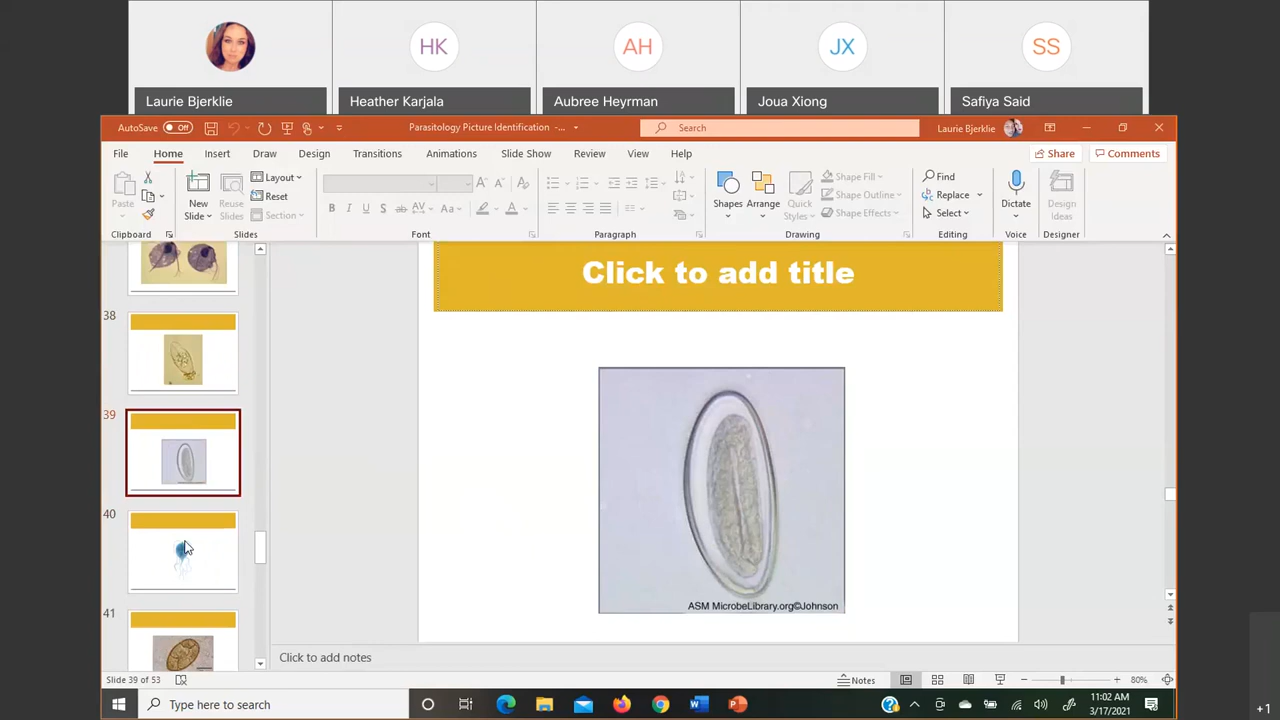 HK AH JX SS
Laurie Bjerklie Heather Karjala Aubree Heyrman Joua Xiong Safiya Said
AutoSave Off Parasitology Picture Identification -... Search Laurie Bjerklie
File Home Insert Draw Design Transitions Animations Slide Show Review View Help Share Comments
Paste New Slide Reuse Slides Layout Reset Section Shapes Arrange Quick Styles Shape Fill Shape Outline Shape Effects Find Replace Select Dictate Design Ideas
B I U S ab AV Aa A
Clipboard Slides Font Paragraph Drawing Editing Voice Designer
Click to add title
38
39
40
41
ASM MicrobeLibrary.org©Johnson
Click to add notes
Slide 39 of 53 Notes 80%
Type here to search 11:02 AM
3/17/2021
+1